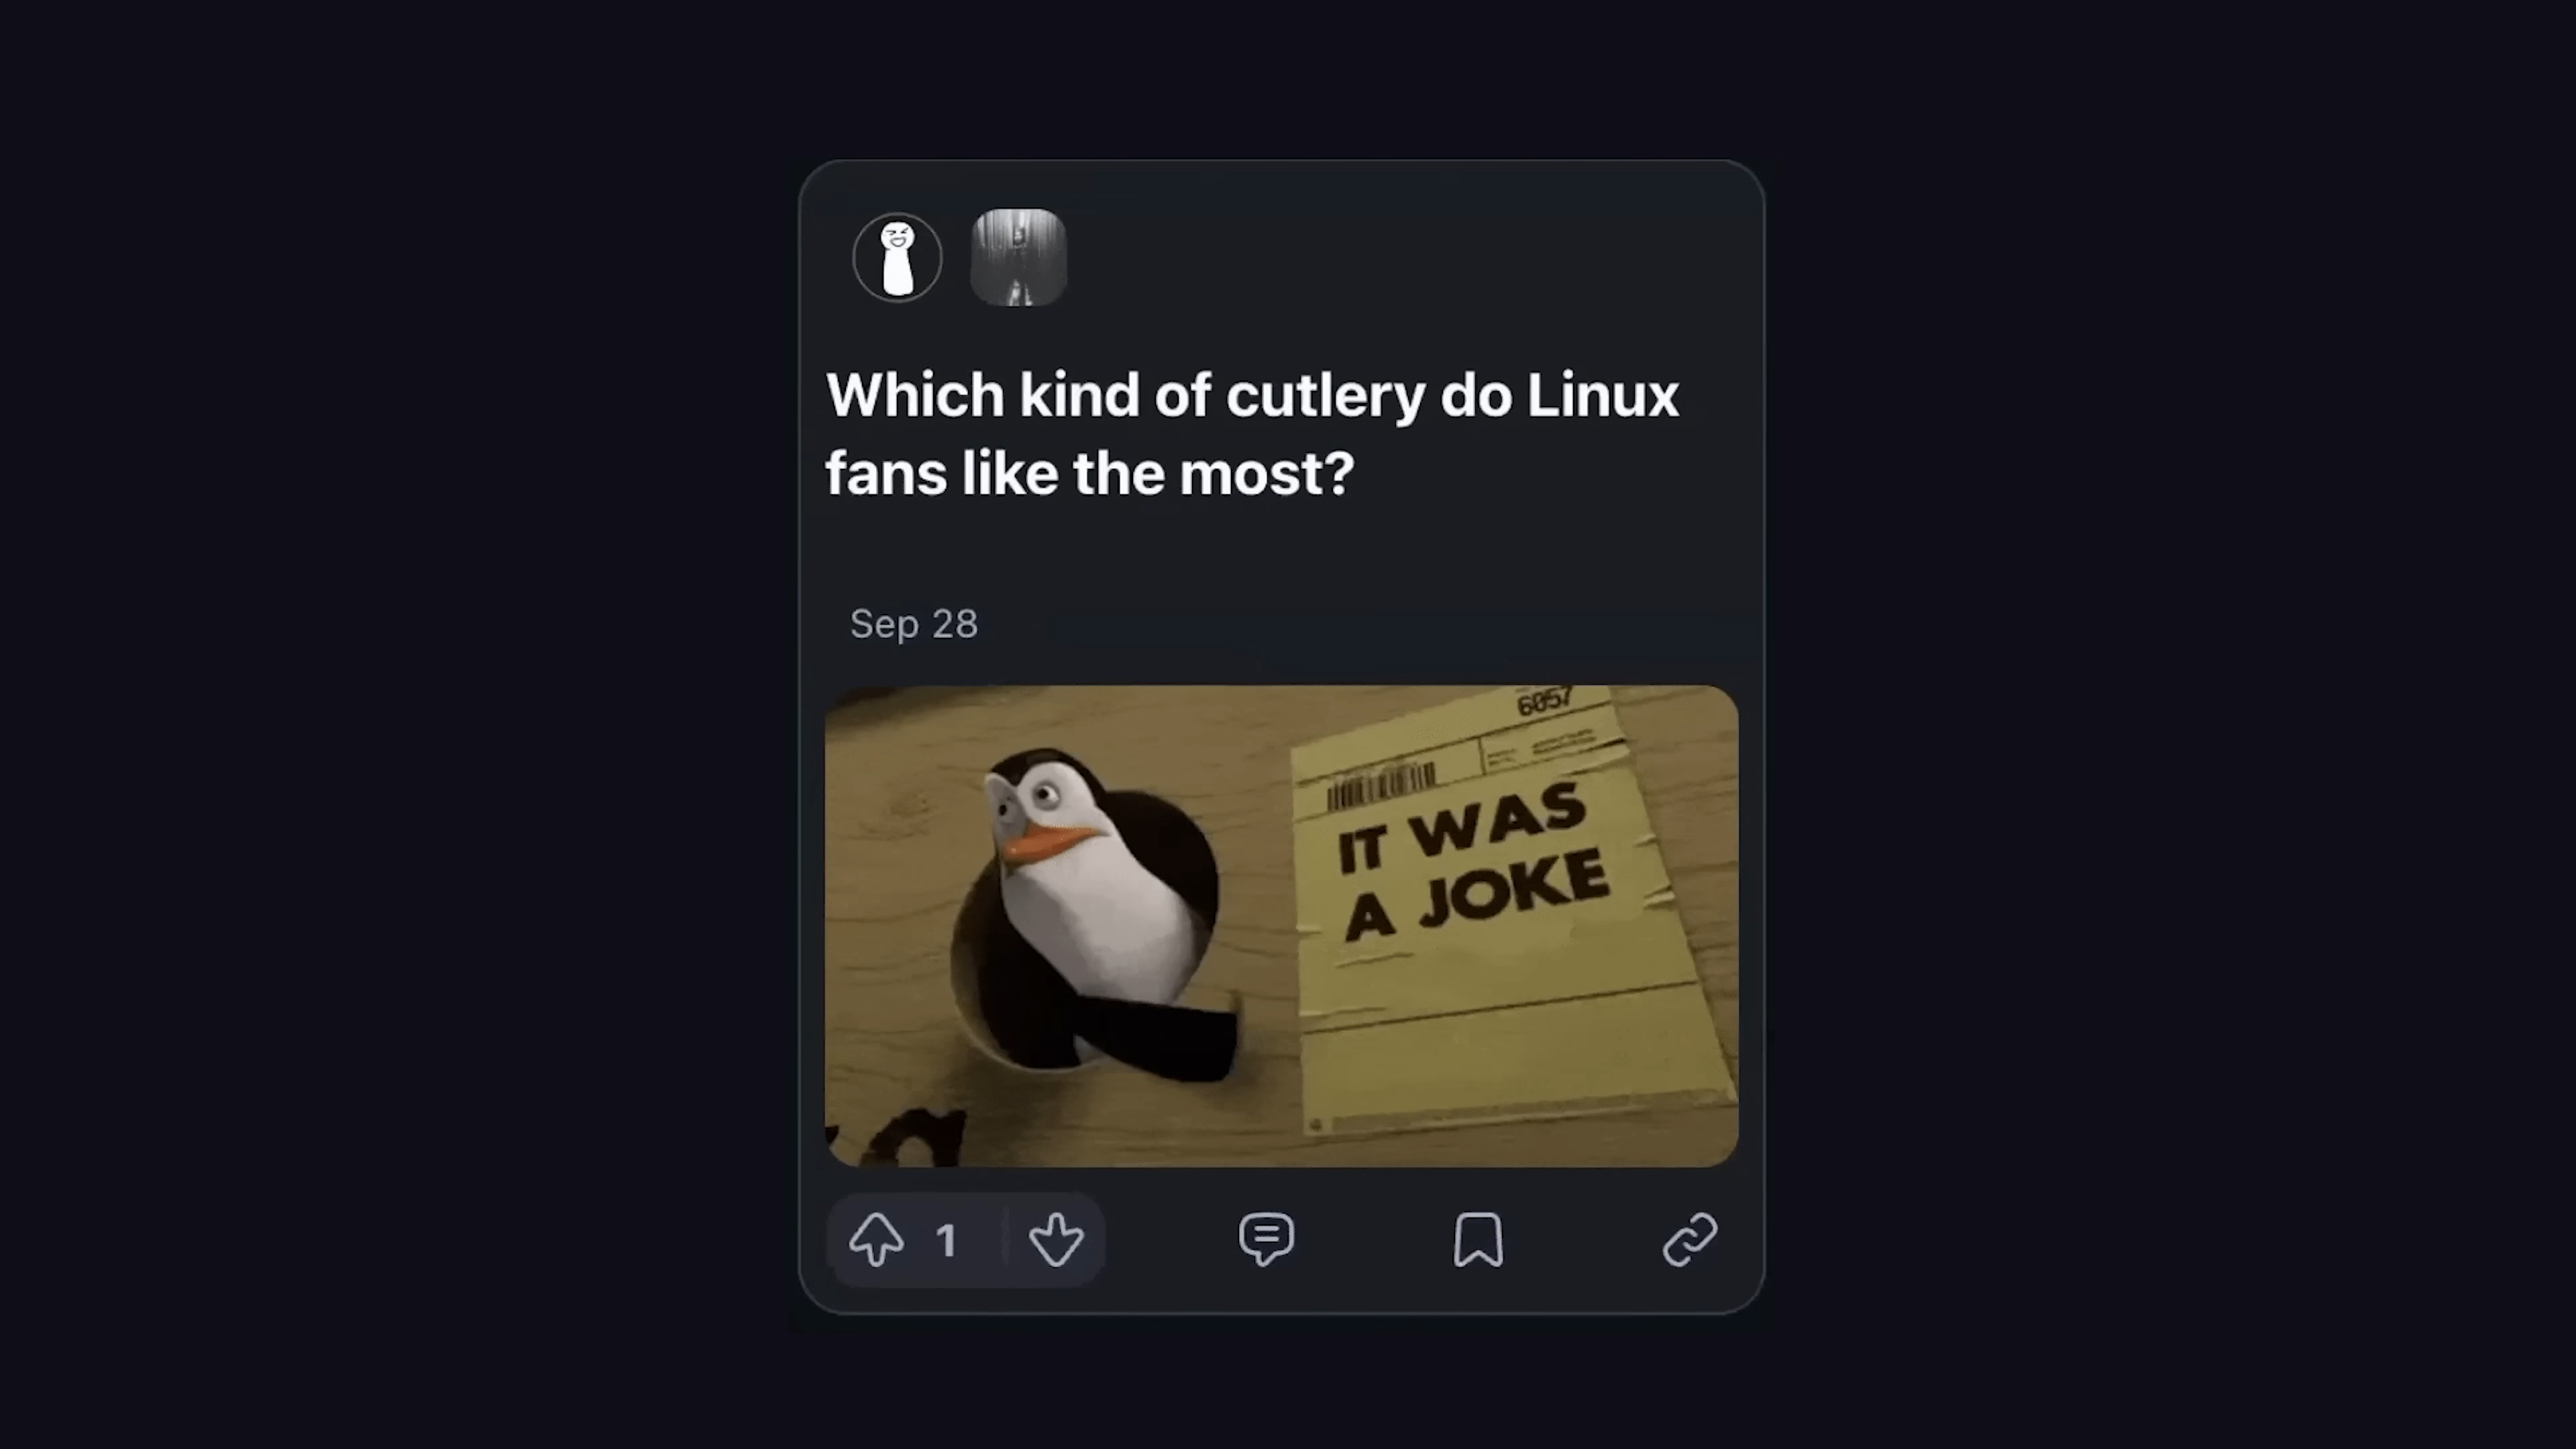 Which kind of cutlery do Linux
fans like the most?
Sep 28
6057
IT WAS
A JOKE
1